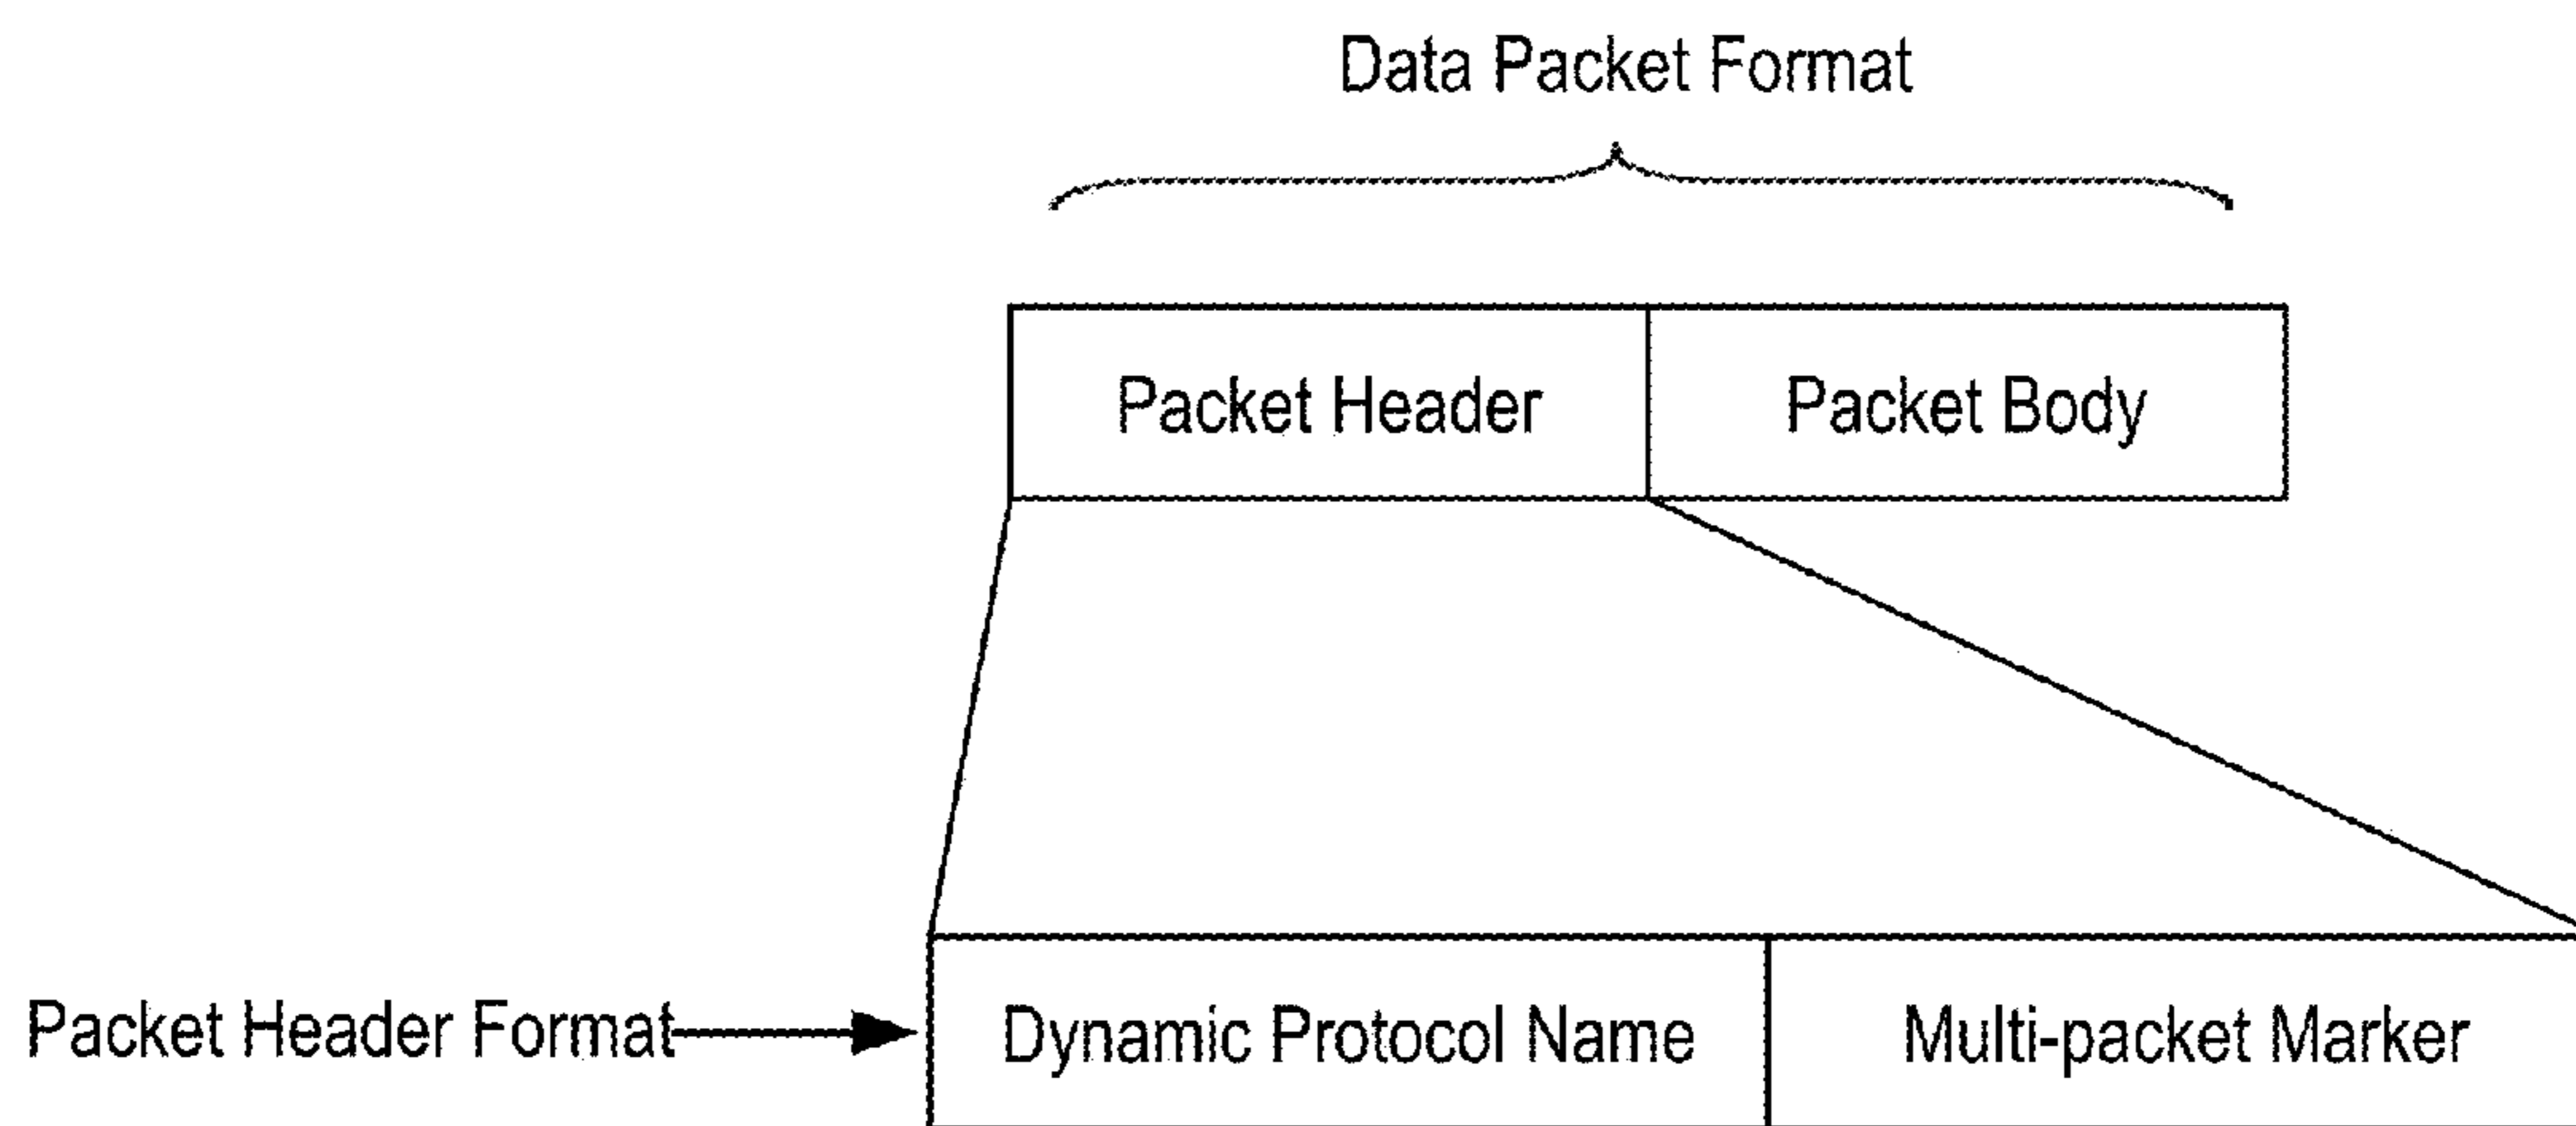 Data Packet Format
Packet Header
Packet Body
Packet Header Format
Dynamic Protocol Name
Multi-packet Marker